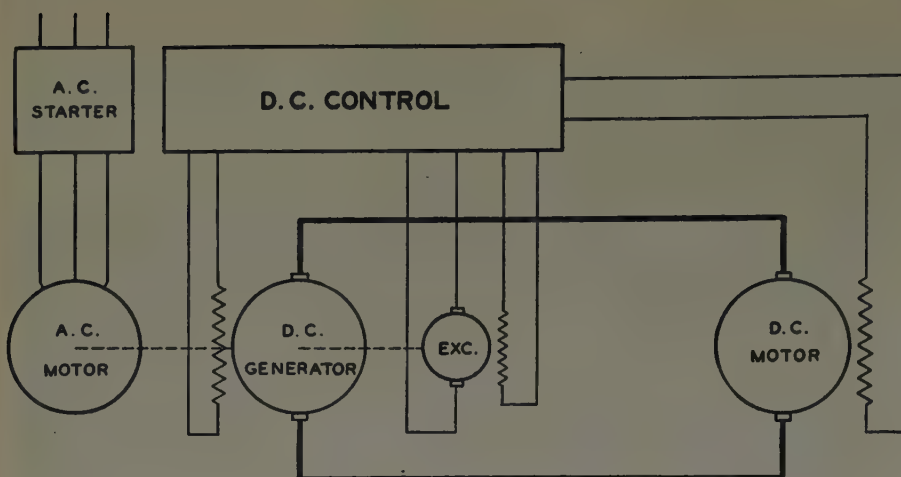 A.C.
STARTER
D.C. CONTROL
A.C.
MOTOR
D.C.
GENERATOR
EXC.
D.C.
MOTOR